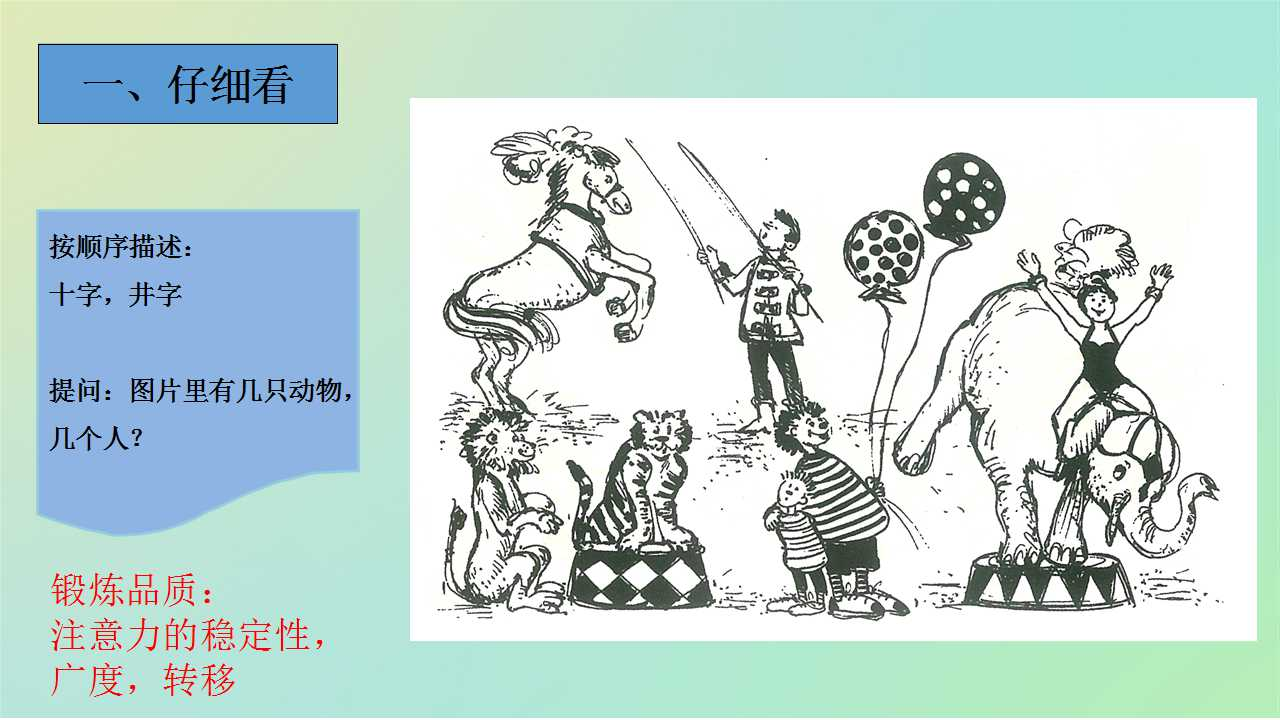 一、仔细看
按顺序描述：
十字，井字
提问：图片里有几只动物，
几个人？
锻炼品质：
注意力的稳定性，
广度，转移